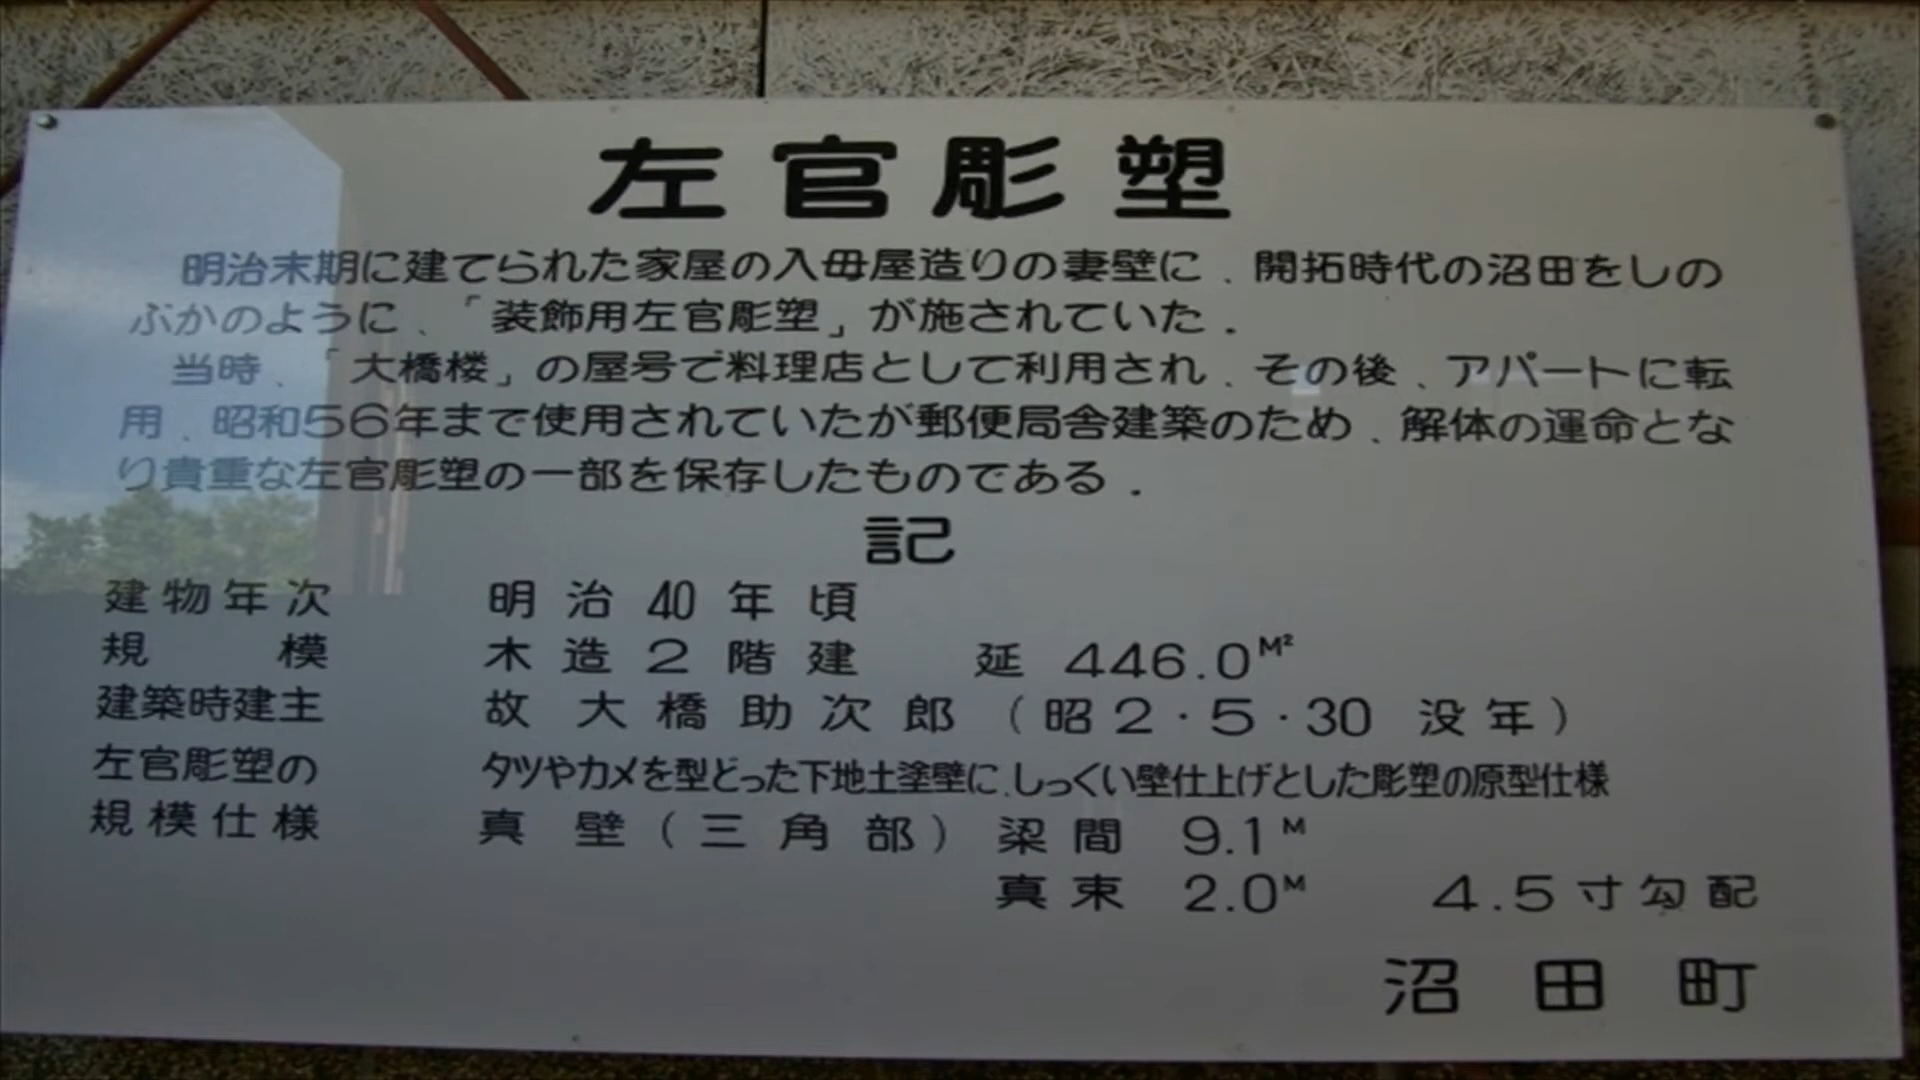 左官彫塑
明治末期に建てられた家屋の入母屋造りの妻壁に、開拓時代の沼田をしの
ぶかのように、「装飾用左官彫塑」が施されていた.
当時、「大橋楼」の屋号で料理店として利用され、その後、アパートに転
用、昭和56年まで使用されていたが郵便局舎建築のため、解体の運命とな
り貴重な左官彫塑の一部を保存したものである.
記
建物年次 明治40年頃
規模 木造2階建 延 446.0M²
建築時建主 故 大橋助次郎(昭2・5・30 没年)
左官彫塑の タツやカメを型どった下地土塗壁に、しっくい壁仕上げとした彫塑の原型仕様
規模仕様 真壁(三角部)梁間 9.1M
真束 2.0M 4.5寸勾配
沼田町